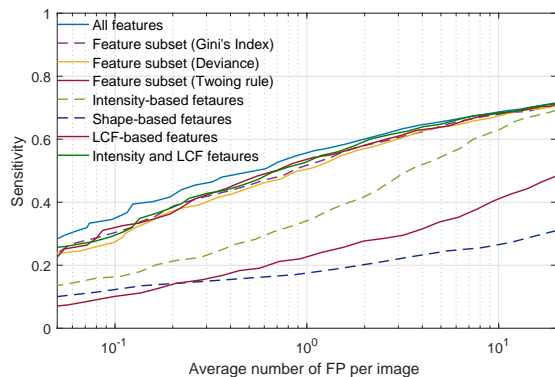 1
0.8
0.6
0.4
0.2
0
Sensitivity
All features
Feature subset (Gini's Index)
Feature subset (Deviance)
Feature subset (Twoing rule)
Intensity-based fetaures
Shape-based fetaures
LCF-based features
Intensity and LCF fetaures
10^-1
10^0
10^1
Average number of FP per image